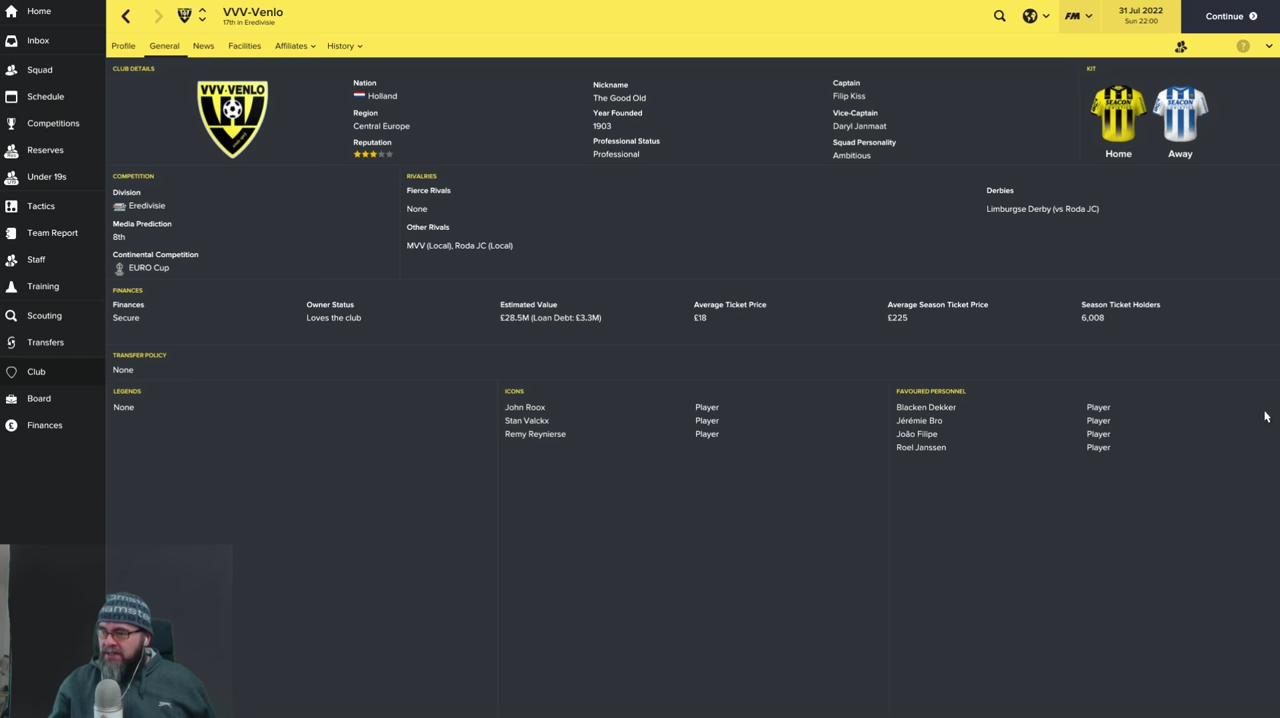 Home
Inbox
Squad
Schedule
Competitions
Reserves
Under 19s
Tactics
Team Report
Staff
Training
Scouting
Transfers
Club
Board
Finances
VVV-Venlo
17th in Eredivisie
FM
31 Jul 2022
Sun 22:00
Continue
Profile
General
News
Facilities
Affiliates
History
?
CLUB DETAILS
VVV-VENLO
Nation
Holland
Region
Central Europe
Reputation
Nickname
The Good Old
Year Founded
1903
Professional Status
Professional
Captain
Filip Kiss
Vice-Captain
Daryl Janmaat
Squad Personality
Ambitious
KIT
SEACON
SEACON
Home
Away
COMPETITION
Division
Eredivisie
Media Prediction
8th
Continental Competition
EURO Cup
RIVALRIES
Fierce Rivals
None
Other Rivals
MVV (Local), Roda JC (Local)
Derbies
Limburgse Derby (vs Roda JC)
FINANCES
Finances
Secure
Owner Status
Loves the club
Estimated Value
£28.5M (Loan Debt: £3.3M)
Average Ticket Price
£18
Average Season Ticket Price
£225
Season Ticket Holders
6,008
TRANSFER POLICY
None
LEGENDS
None
ICONS
John Roox Player
Stan Valckx Player
Remy Reynierse Player
FAVOURED PERSONNEL
Blacken Dekker Player
Jérémie Bro Player
João Filipe Player
Roel Janssen Player